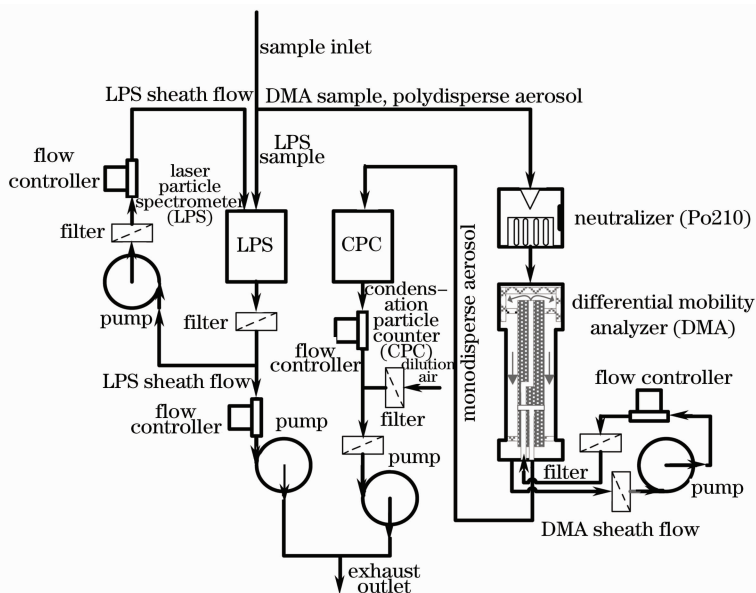 sample inlet
LPS sheath flow
DMA sample, polydisperse aerosol
LPS
sample
flow
controller
laser
particle
spectrometer
(LPS)
filter
LPS
CPC
neutralizer (Po210)
pump
filter
condens-
ation
particle
counter
(CPC)
flow
controller
dilution
air
monodisperse aerosol
differential mobility
analyzer (DMA)
LPS sheath flow
flow
controller
pump
filter
pump
flow controller
filter
pump
DMA sheath flow
exhaust
outlet